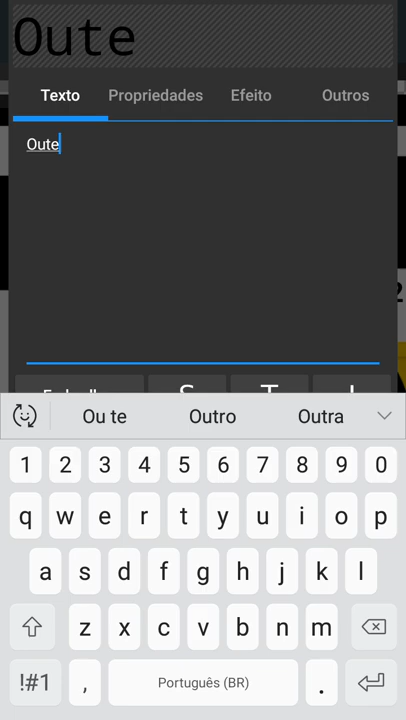 Oute
Texto Propriedades Efeito Outros
Oute
Ou te Outro Outra
1 2 3 4 5 6 7 8 9 0
q w e r t y u i o p
a s d f g h j k l
z x c v b n m
!#1 , Português (BR) .